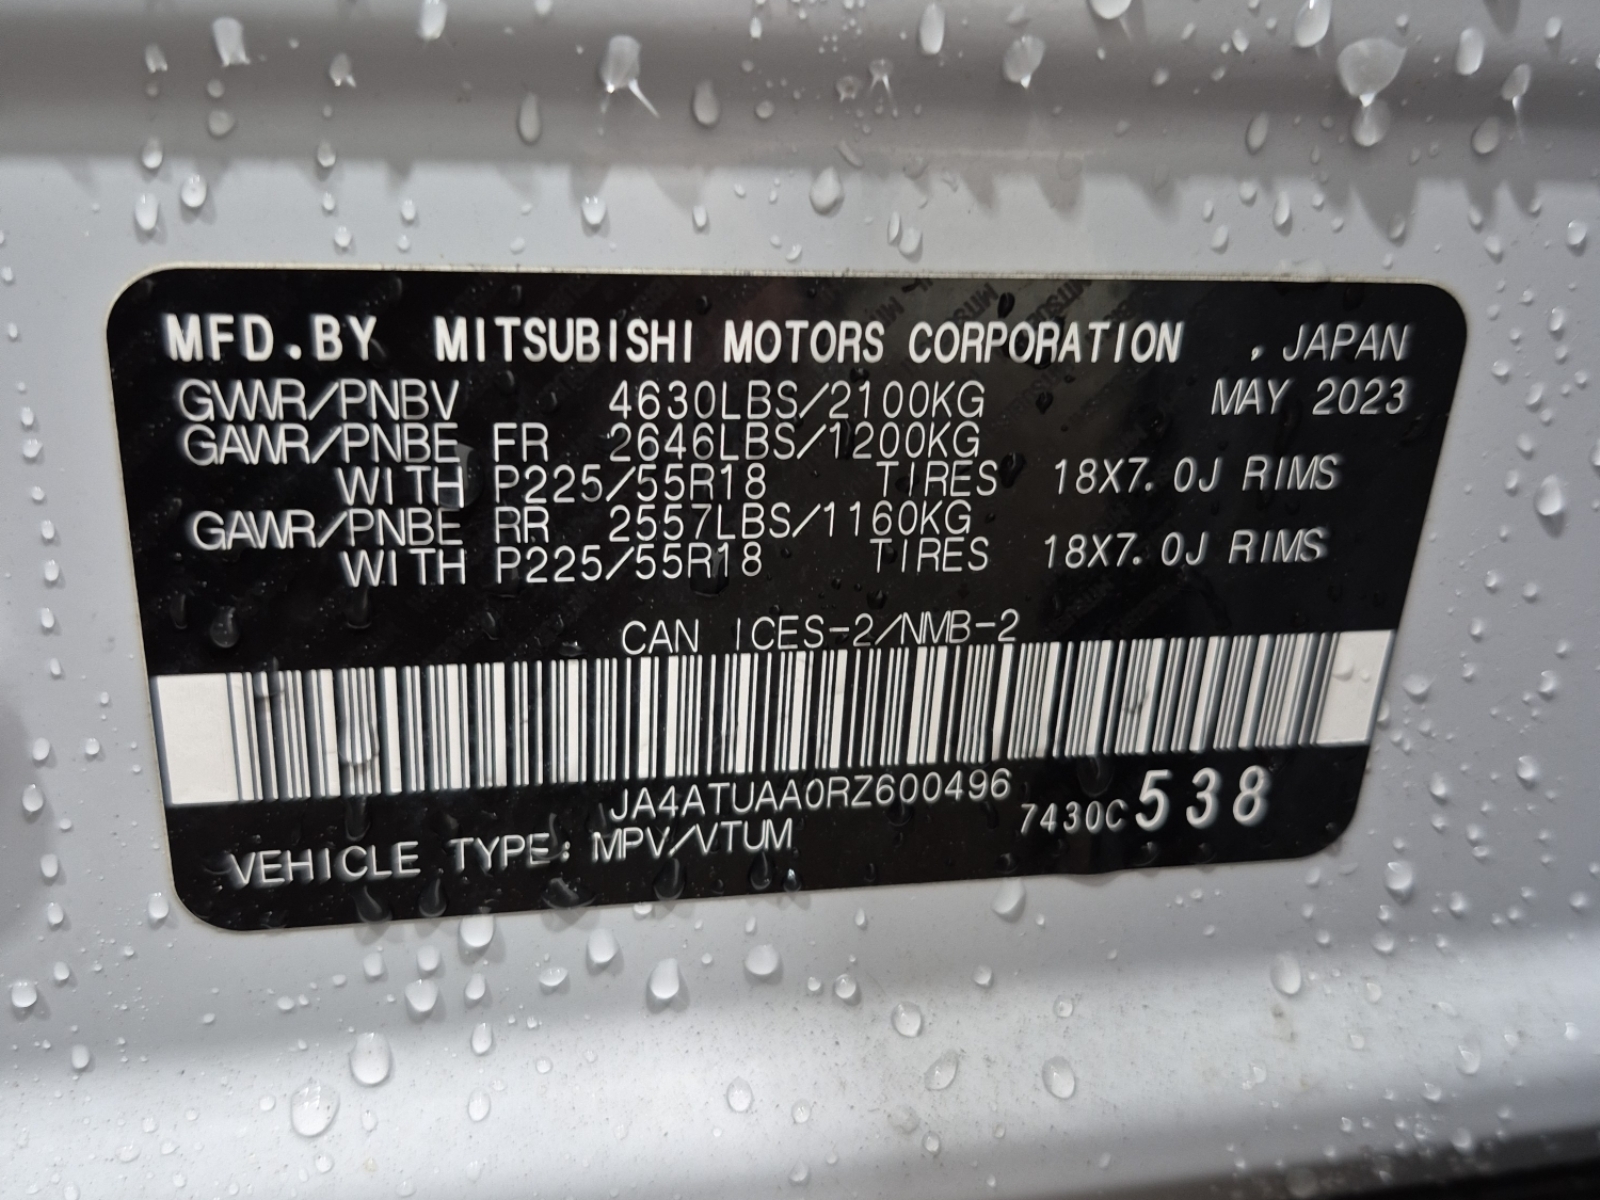 MFD.BY MITSUBISHI MOTORS CORPORATION , JAPAN
GVWR/PNBV 4630LBS/2100KG MAY 2023
GAWR/PNBE FR 2646LBS/1200KG
WITH P225/55R18 TIRES 18X7.0J RIMS
GAWR/PNBE RR 2557LBS/1160KG
WITH P225/55R18 TIRES 18X7.0J RIMS
CAN ICES-2/NMB-2
JA4ATUAA0RZ600496
7430C 538
VEHICLE TYPE: MPV/VTUM